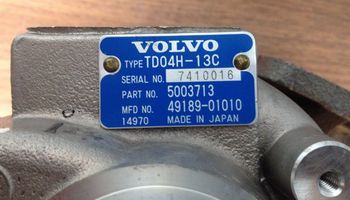 VOLVO
TYPE TD04H-13C
SERIAL NO. 7410016
PART NO. 5003713
MFD NO. 49189-01010
14970 MADE IN JAPAN